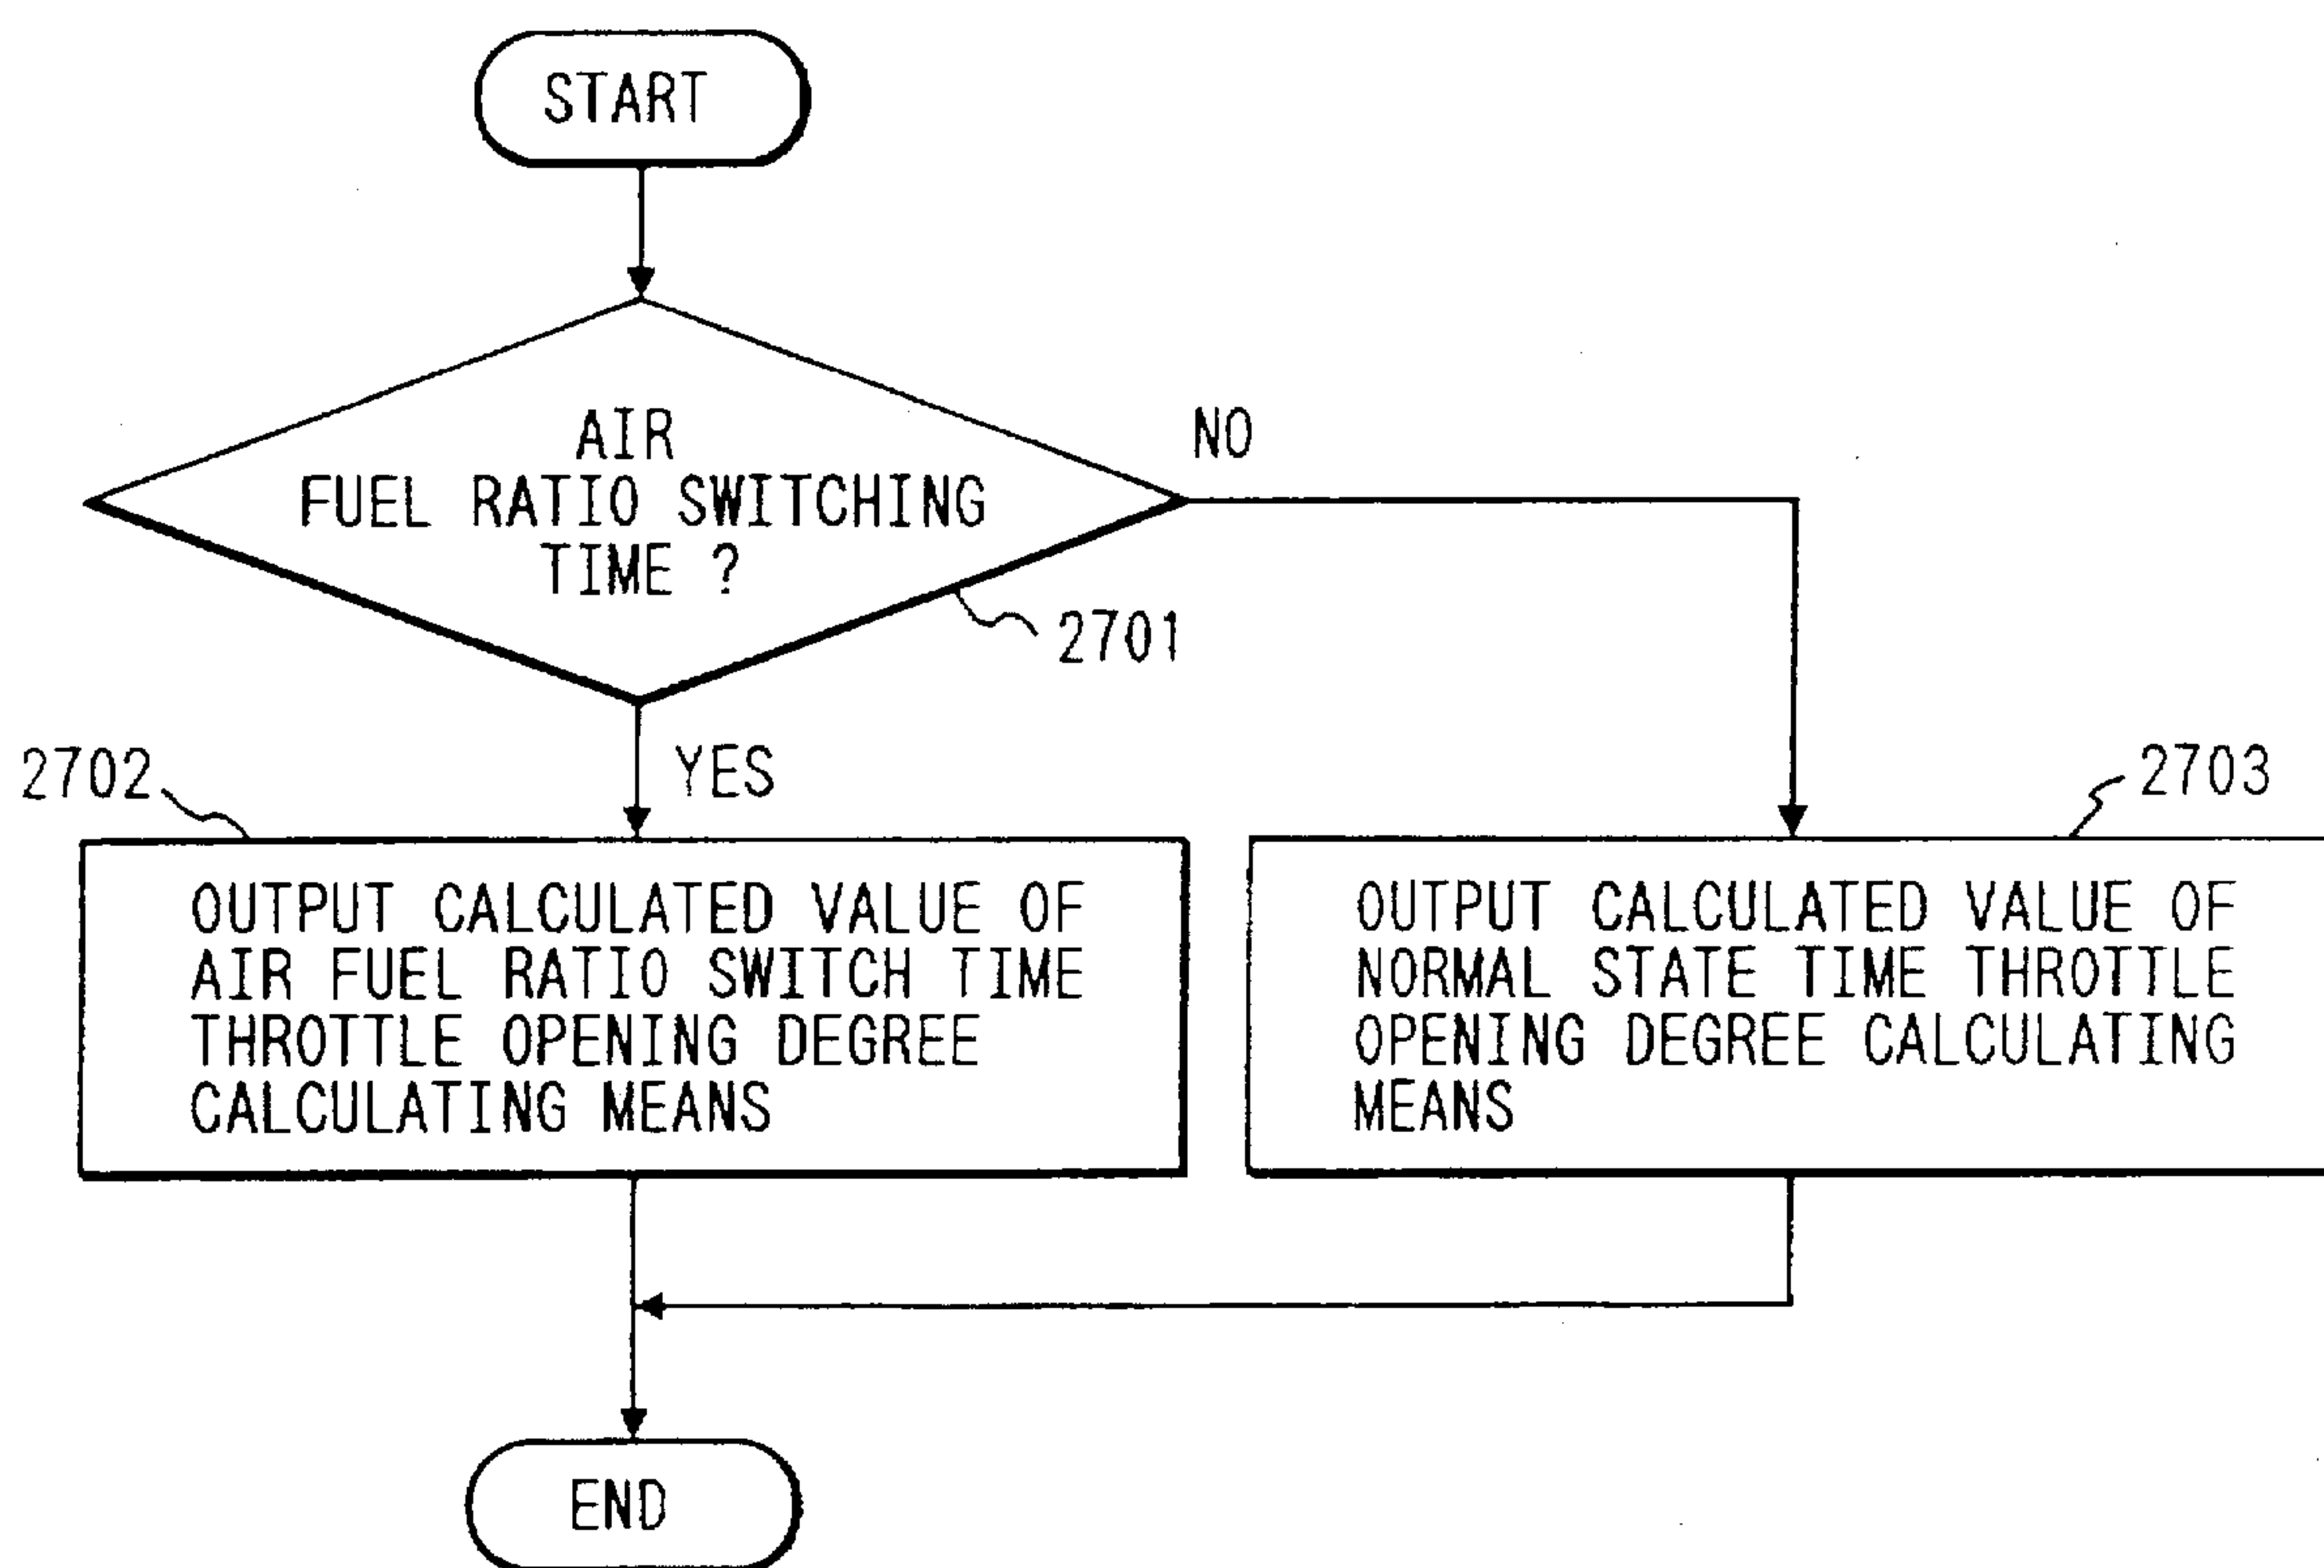 START
AIR
FUEL RATIO SWITCHING
TIME ?
NO
2701
YES
2702
OUTPUT CALCULATED VALUE OF
AIR FUEL RATIO SWITCH TIME
THROTTLE OPENING DEGREE
CALCULATING MEANS
2703
OUTPUT CALCULATED VALUE OF
NORMAL STATE TIME THROTTLE
OPENING DEGREE CALCULATING
MEANS
END